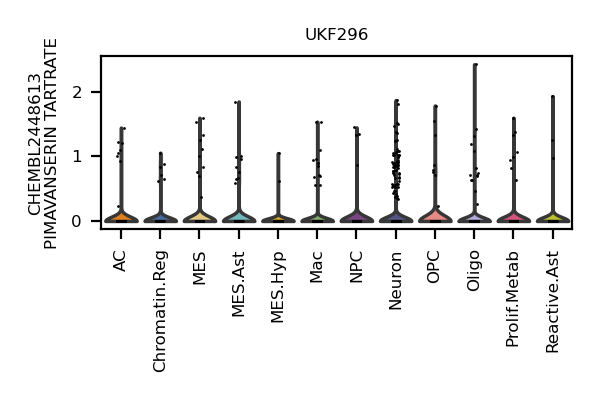 UKF296
CHEMBL2448613
PIMAVANSERIN TARTRATE
2
1
0
AC
Chromatin.Reg
MES
MES.Ast
MES.Hyp
Mac
NPC
Neuron
OPC
Oligo
Prolif.Metab
Reactive.Ast